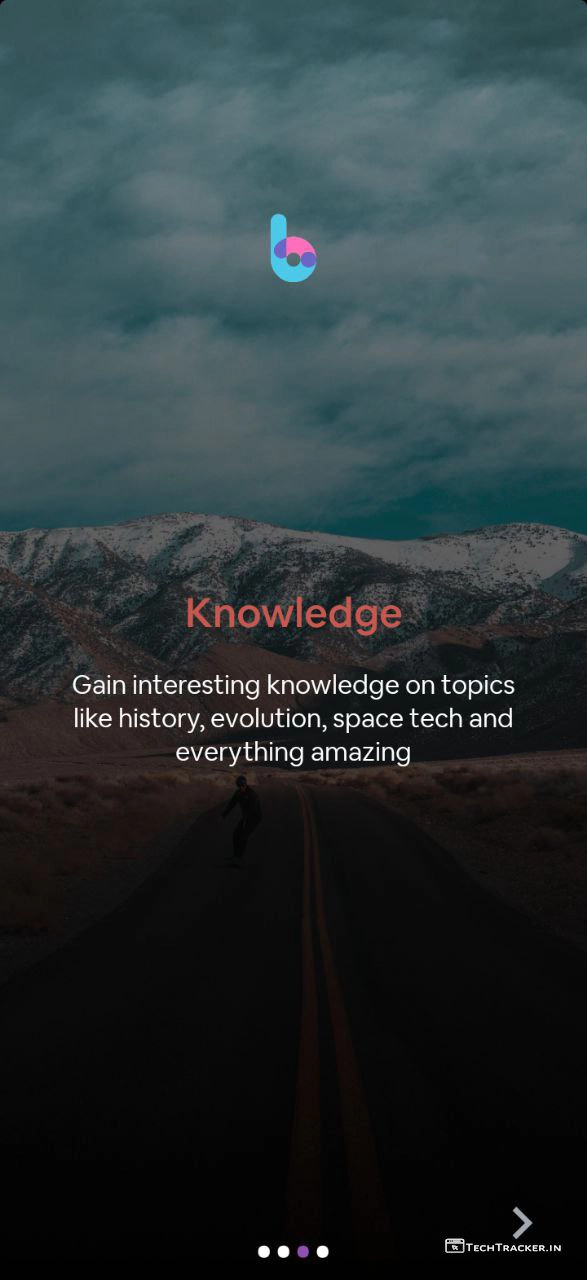 Knowledge
Gain interesting knowledge on topics
like history, evolution, space tech and
everything amazing
TECHTRACKER.IN